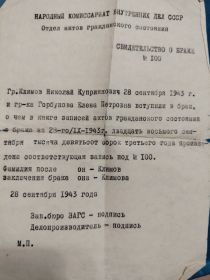 НАРОДНЫЙ КОМИССАРИАТ ВНУТРЕННИХ ДЕЛ СССР
Отдел актов гражданского состояния
СВИДЕТЕЛЬСТВО О БРАКЕ
№ 100
Гр.Климов Николай Куприянович 28 сентября 1943 г.
и гр-ка Горбунова Елена Петровна вступили в брак,
о чем в книге записей актов гражданского состояния
о браке за 28-го/IX-1943г. двадцать восьмого сен-
тября тысяча девятьсот сорок третьего года произ-
ведена соответствующая запись под № 100.
Фамилия после он - Климов
заключения брака она - Климова
28 сентября 1943 года
Зав.бюро ЗАГС - подпись
Делопроизводитель - подпись
М.П.